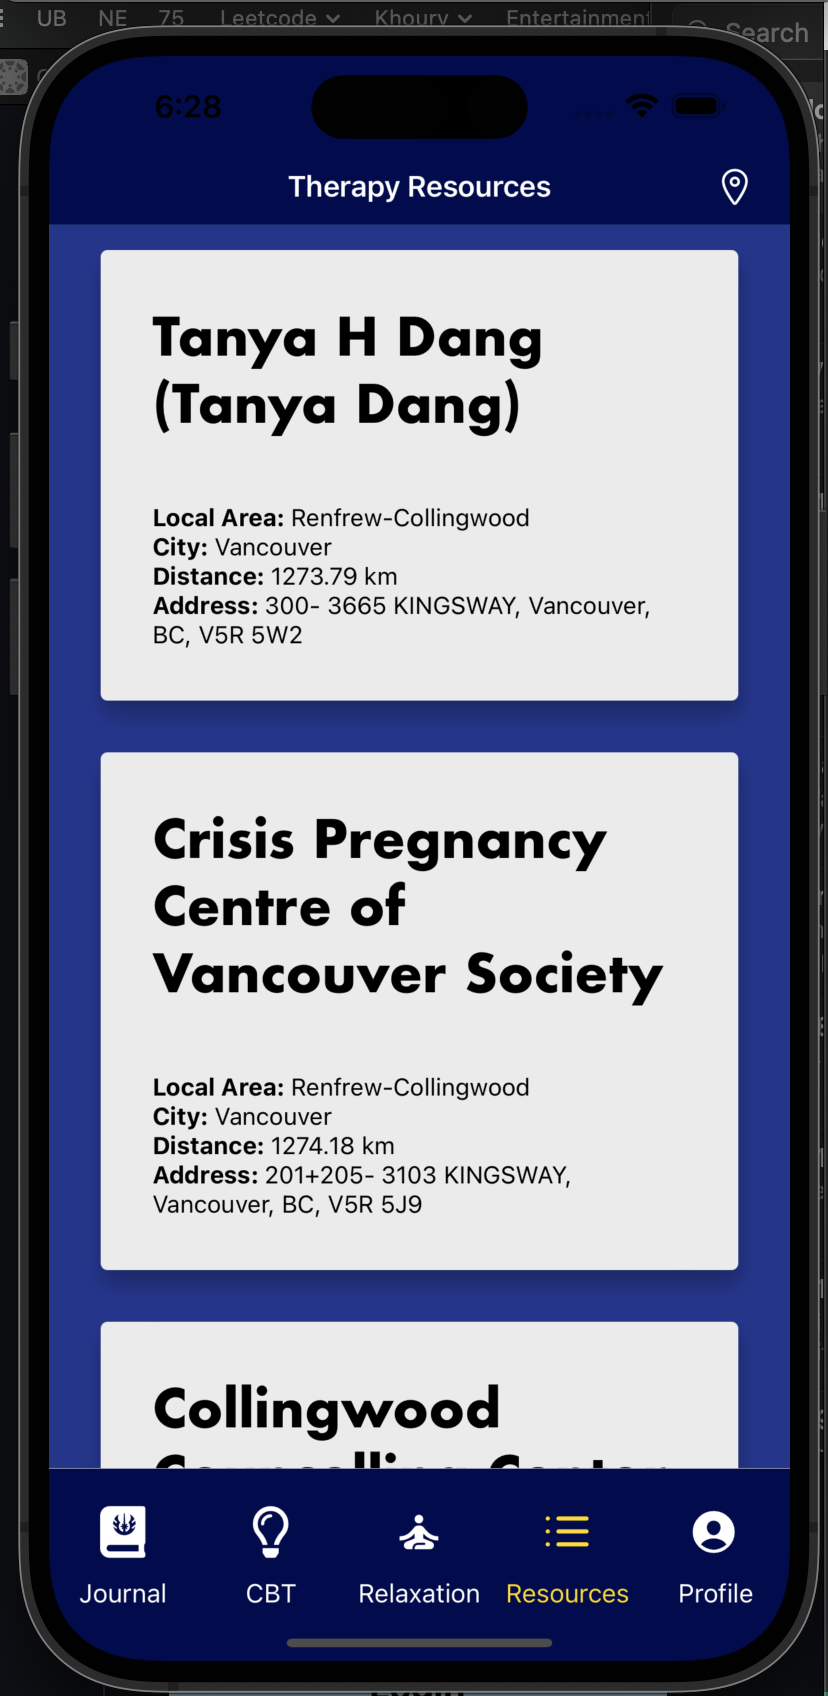 UB NE 75 Leetcode Khoury Entertainment
Search
6:28
Therapy Resources
Tanya H Dang
(Tanya Dang)
Local Area: Renfrew-Collingwood
City: Vancouver
Distance: 1273.79 km
Address: 300- 3665 KINGSWAY, Vancouver,
BC, V5R 5W2
Crisis Pregnancy
Centre of
Vancouver Society
Local Area: Renfrew-Collingwood
City: Vancouver
Distance: 1274.18 km
Address: 201+205- 3103 KINGSWAY,
Vancouver, BC, V5R 5J9
Collingwood
Counselling Center
Journal CBT Relaxation Resources Profile